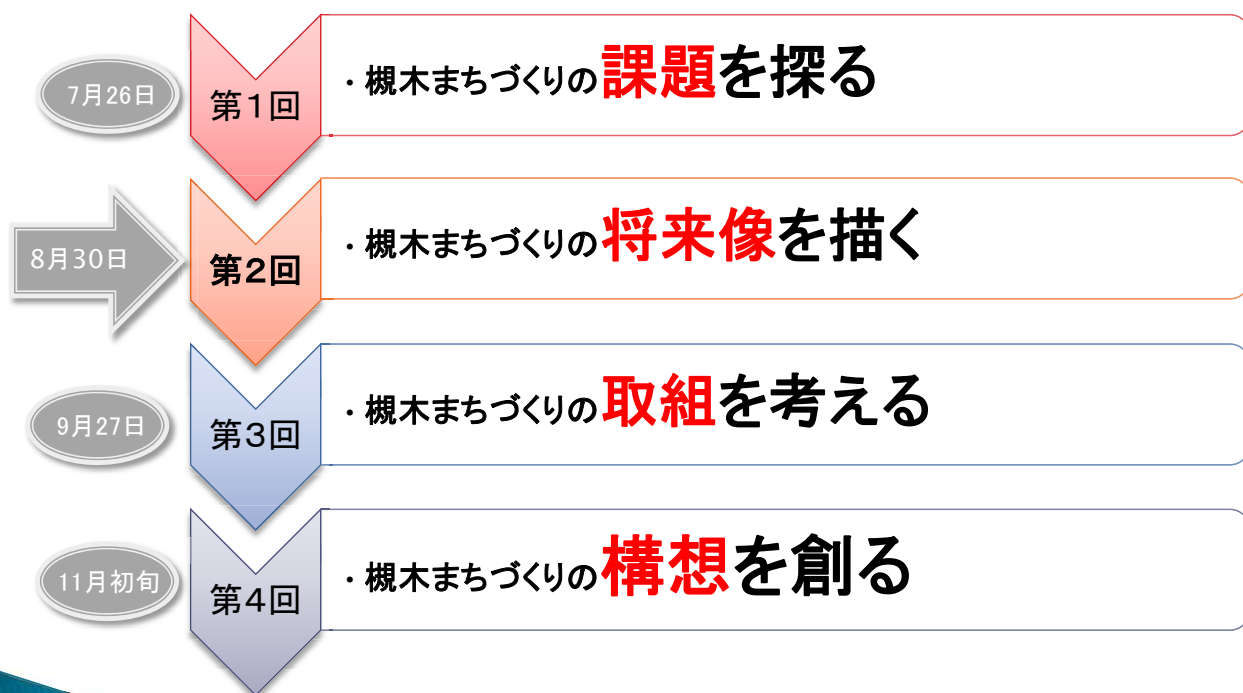 7月26日
第1回
・槻木まちづくりの課題を探る
8月30日
第2回
・槻木まちづくりの将来像を描く
9月27日
第3回
・槻木まちづくりの取組を考える
11月初旬
第4回
・槻木まちづくりの構想を創る